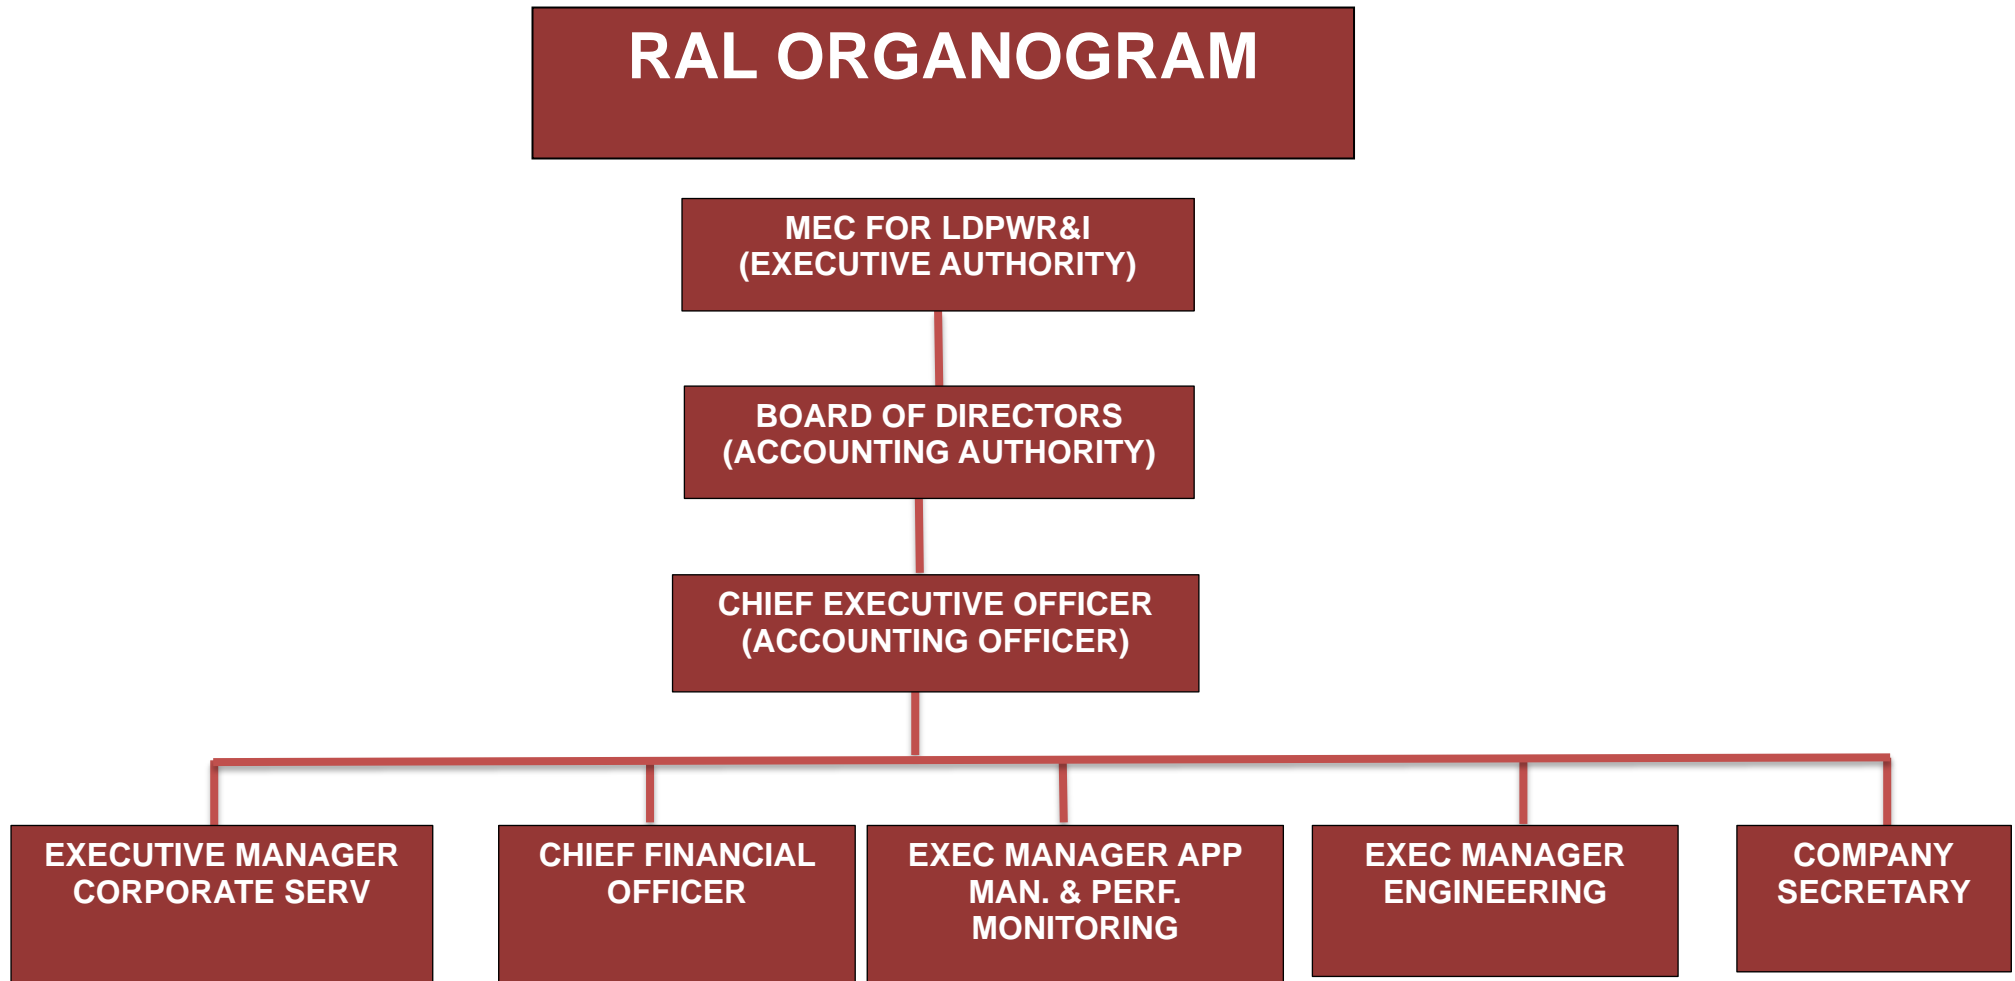 RAL ORGANOGRAM
MEC FOR LDPWR&I
(EXECUTIVE AUTHORITY)
BOARD OF DIRECTORS
(ACCOUNTING AUTHORITY)
CHIEF EXECUTIVE OFFICER
(ACCOUNTING OFFICER)
EXECUTIVE MANAGER
CORPORATE SERV
CHIEF FINANCIAL
OFFICER
EXEC MANAGER APP
MAN. & PERF.
MONITORING
EXEC MANAGER
ENGINEERING
COMPANY
SECRETARY